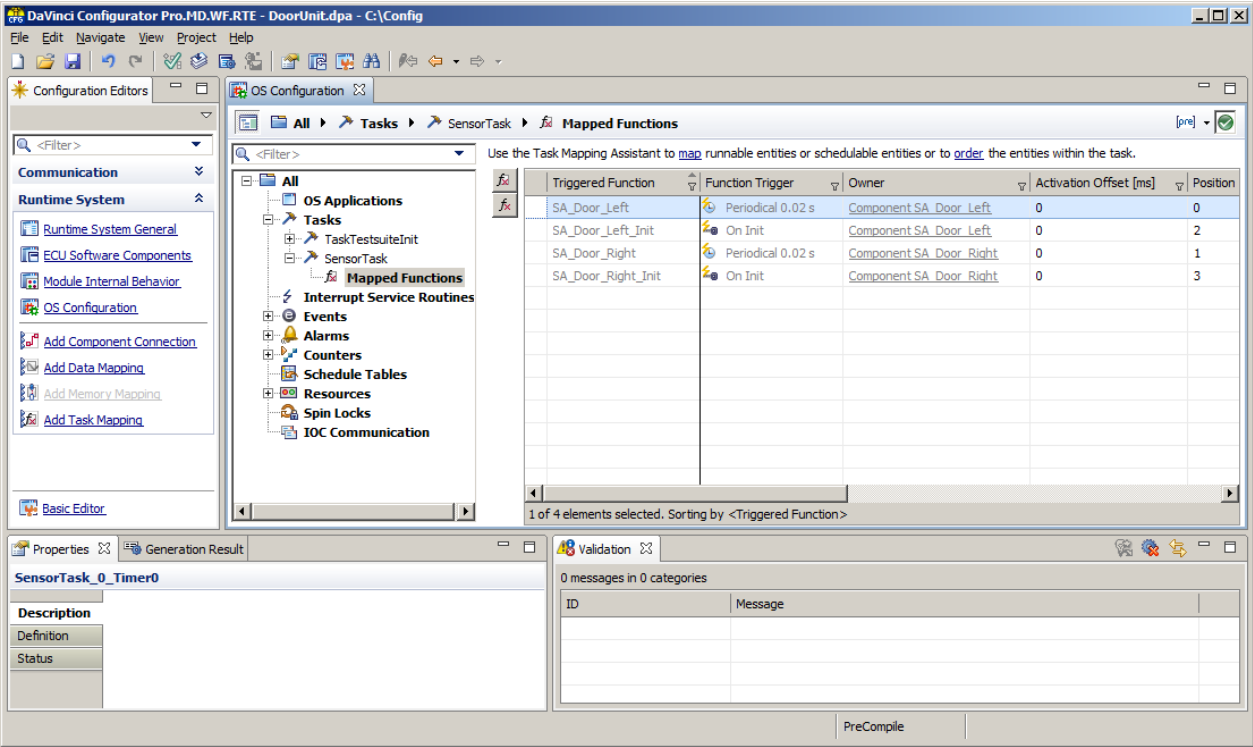 DaVinci Configurator Pro.MD.WF.RTE - DoorUnit.dpa - C:\Config
File Edit Navigate View Project Help
Configuration Editors
OS Configuration
All Tasks SensorTask Mapped Functions
[pre]
<Filter>
Communication
Runtime System
Runtime System General
ECU Software Components
Module Internal Behavior
OS Configuration
Add Component Connection
Add Data Mapping
Add Memory Mapping
Add Task Mapping
Basic Editor
<Filter>
All
OS Applications
Tasks
TaskTestsuiteInit
SensorTask
Mapped Functions
Interrupt Service Routines
Events
Alarms
Counters
Schedule Tables
Resources
Spin Locks
IOC Communication
Use the Task Mapping Assistant to map runnable entities or schedulable entities or to order the entities within the task.
Triggered Function Function Trigger Owner Activation Offset [ms] Position
SA_Door_Left Periodical 0.02 s Component SA_Door_Left 0 0
SA_Door_Left_Init On Init Component SA_Door_Left 0 2
SA_Door_Right Periodical 0.02 s Component SA_Door_Right 0 1
SA_Door_Right_Init On Init Component SA_Door_Right 0 3
1 of 4 elements selected. Sorting by <Triggered Function>
Properties Generation Result
SensorTask_0_Timer0
Description
Definition
Status
Validation
0 messages in 0 categories
ID Message
PreCompile